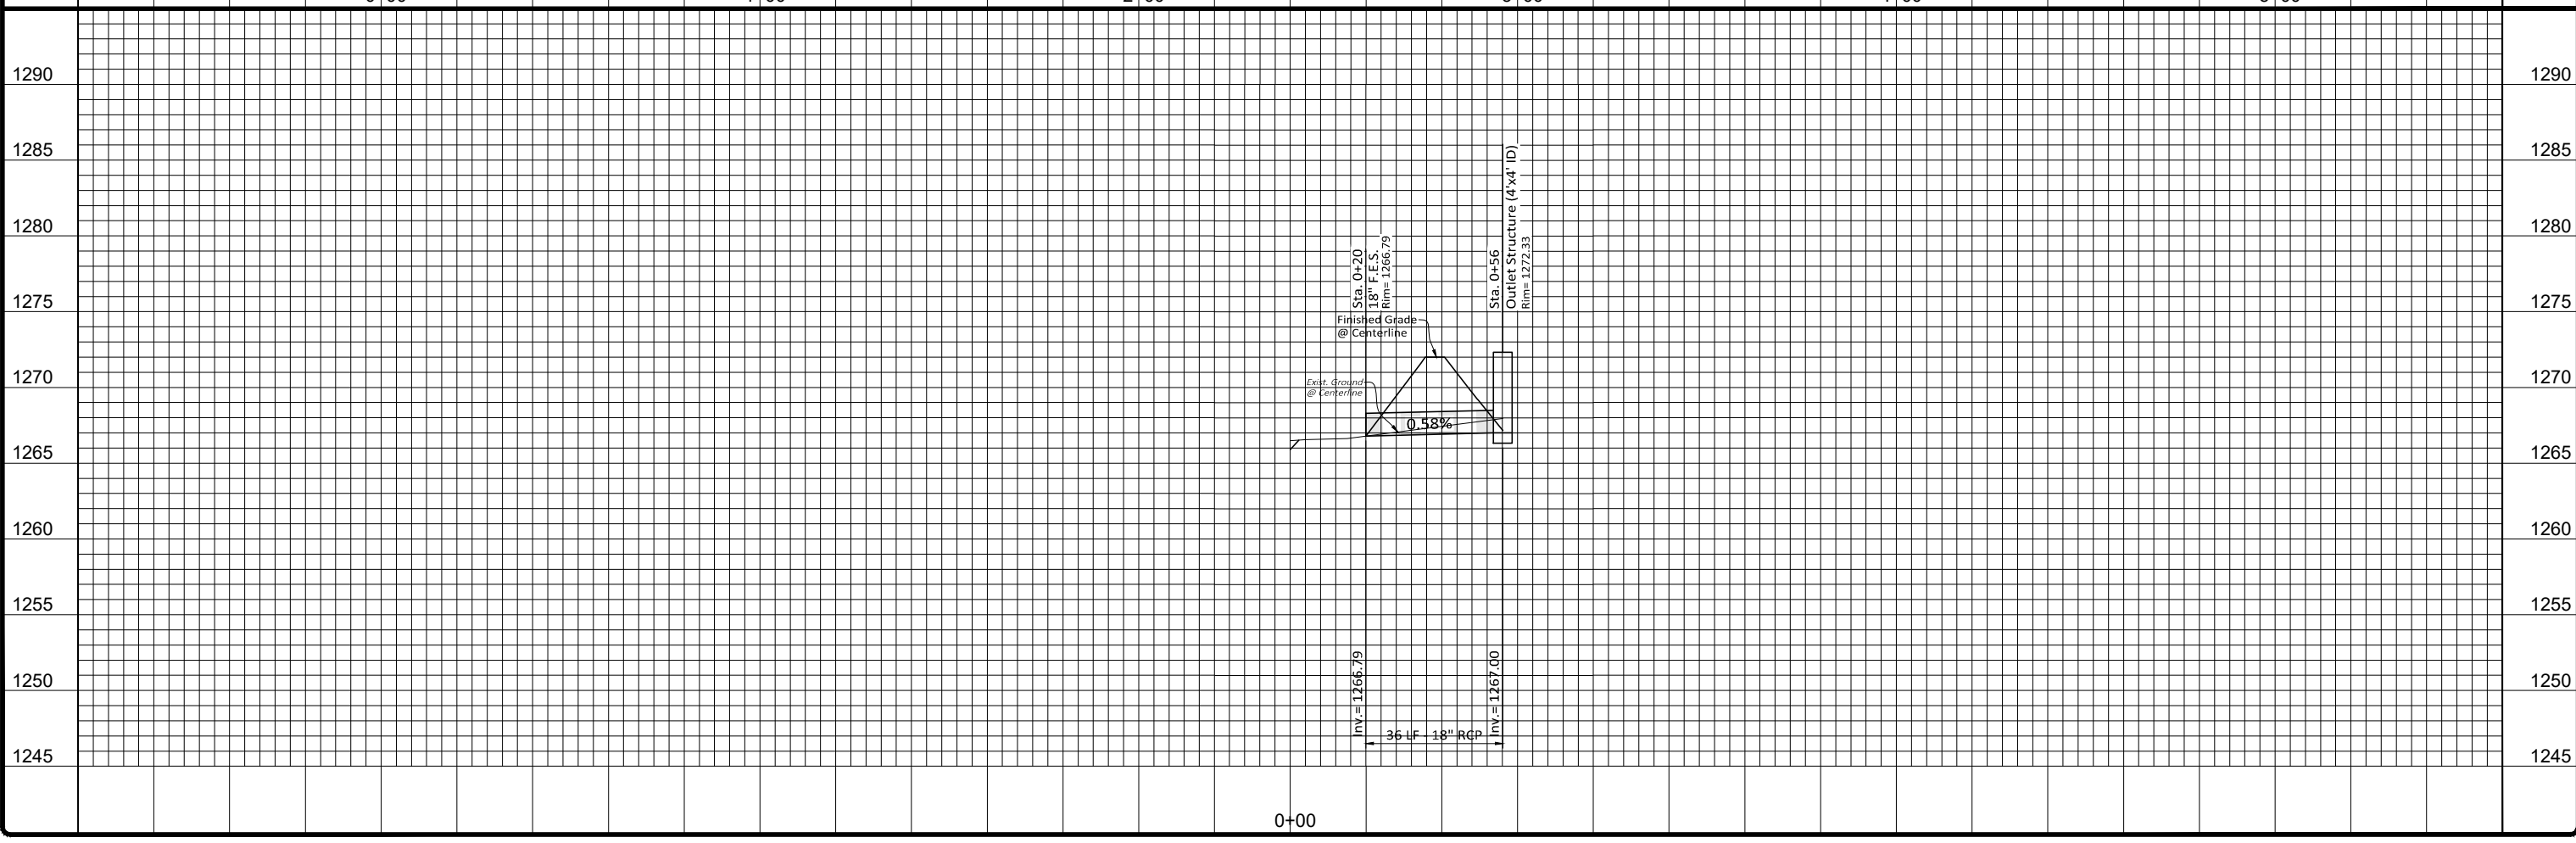 1290
1290
1285
1285
1280
1280
1275
1275
1270
1270
1265
1265
1260
1260
1255
1255
1250
1250
1245
1245
Sta. 0+20
18" F.E.S.
Rim= 1266.79
Sta. 0+56
Outlet Structure (4'x4' ID)
Rim= 1272.33
Finished Grade
@ Centerline
Exist. Ground
@ Centerline
0.58%
Inv.= 1266.79
Inv.= 1267.00
36 LF - 18" RCP
0+00